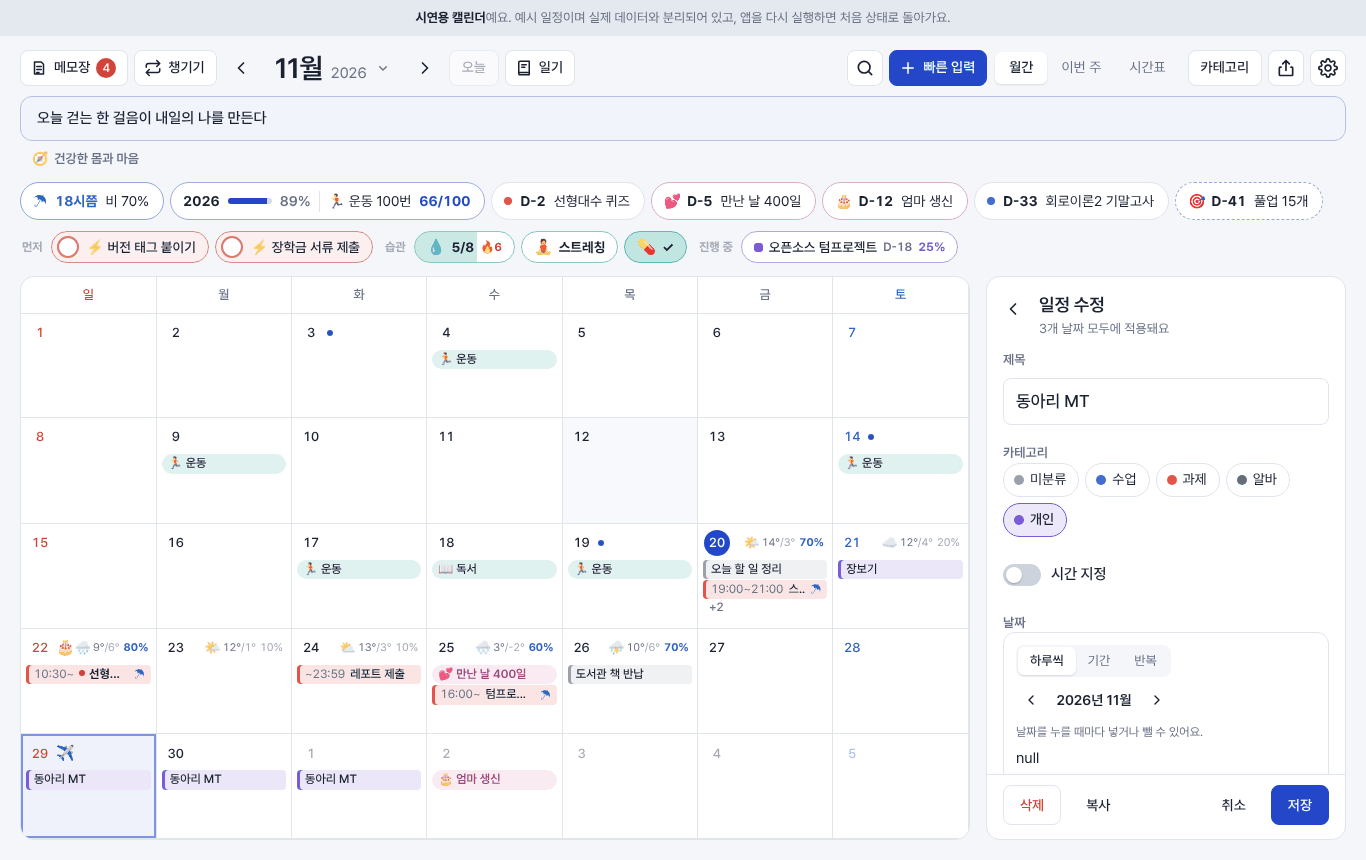 시연용 캘린더예요. 예시 일정이며 실제 데이터와 분리되어 있고, 앱을 다시 실행하면 처음 상태로 돌아가요.
메모장 4 챙기기 11월 2026 오늘 일기 빠른 입력 월간 이번 주 시간표 카테고리
오늘 걷는 한 걸음이 내일의 나를 만든다
건강한 몸과 마음
18시쯤 비 70% 2026 89% 운동 100번 66/100 D-2 선형대수 퀴즈 D-5 만난 날 400일 D-12 엄마 생신 D-33 회로이론2 기말고사 D-41 풀업 15개
먼저 버전 태그 붙이기 장학금 서류 제출 습관 5/8 6 스트레칭 진행 중 오픈소스 텀프로젝트 D-18 25%
일 월 화 수 목 금 토
1 2 3 4 5 6 7
운동
8 9 10 11 12 13 14
운동 운동
15 16 17 18 19 20 14°/3° 70% 21 12°/4° 20%
운동 독서 운동 오늘 할 일 정리 장보기
19:00~21:00 스..
+2
22 9°/6° 80% 23 12°/1° 10% 24 13°/3° 10% 25 3°/-2° 60% 26 10°/6° 70% 27 28
10:30~ 선형... ~23:59 레포트 제출 만난 날 400일 도서관 책 반납
16:00~ 텀프로...
29 30 1 2 3 4 5
동아리 MT 동아리 MT 동아리 MT 엄마 생신
일정 수정
3개 날짜 모두에 적용돼요
제목
동아리 MT
카테고리
미분류 수업 과제 알바
개인
시간 지정
날짜
하루씩 기간 반복
2026년 11월
날짜를 누를 때마다 넣거나 뺄 수 있어요.
null
삭제 복사 취소 저장